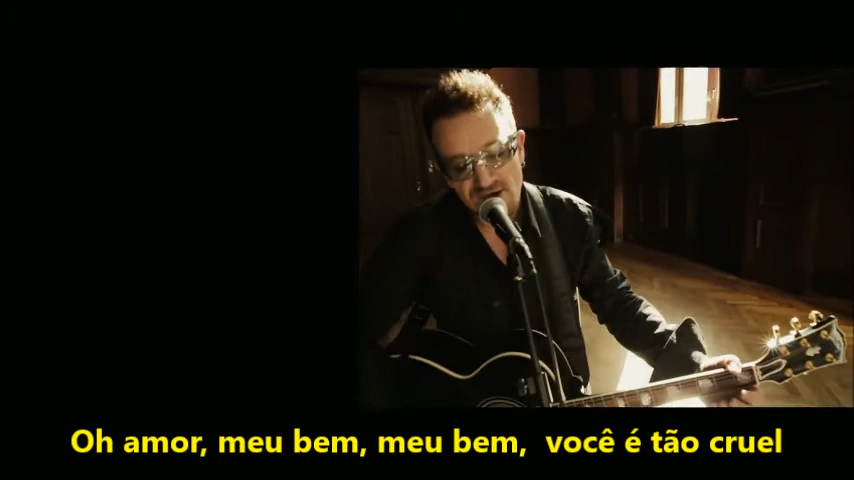 Oh amor, meu bem, meu bem,  você é tão cruel